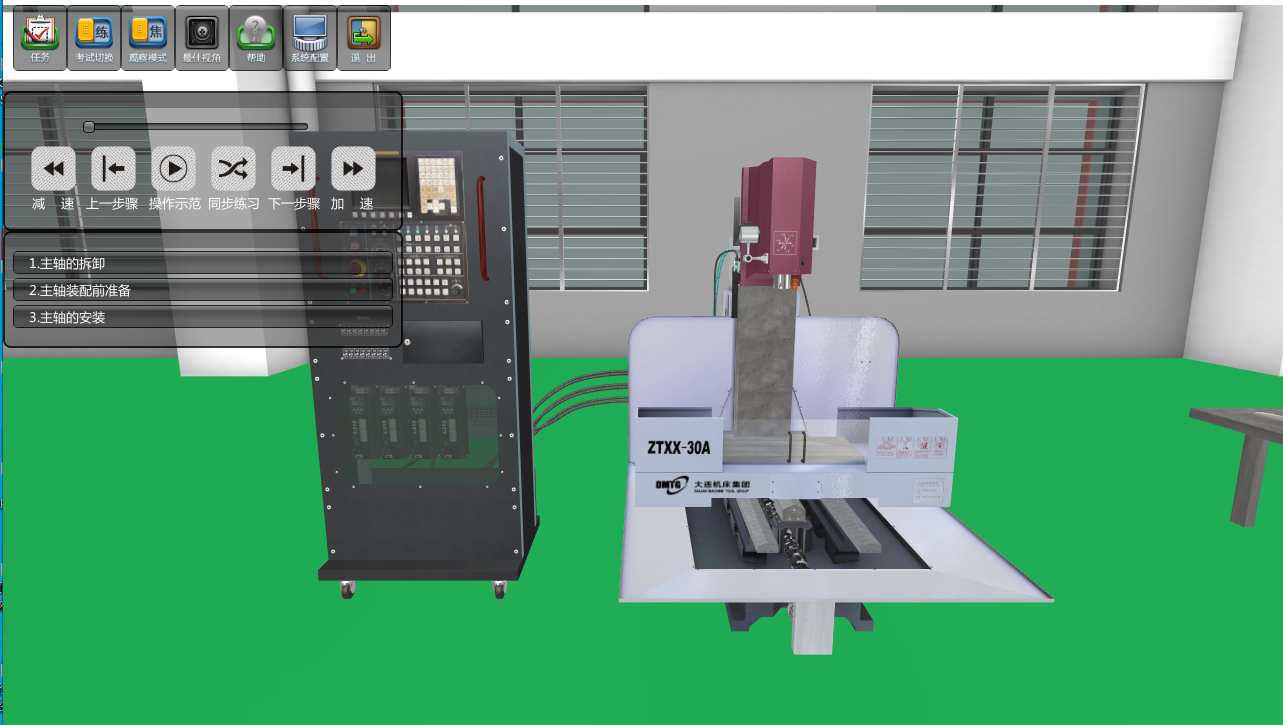 练
焦
任务
考试切换
观察模式
最佳视角
帮助
系统配置
退 出
减 速
上一步骤
操作示范
同步练习
下一步骤
加 速
1.主轴的拆卸
2.主轴装配前准备
3.主轴的安装
ZTXX-30A
DMTG 大连机床集团
DALIAN MACHINE TOOL GROUP